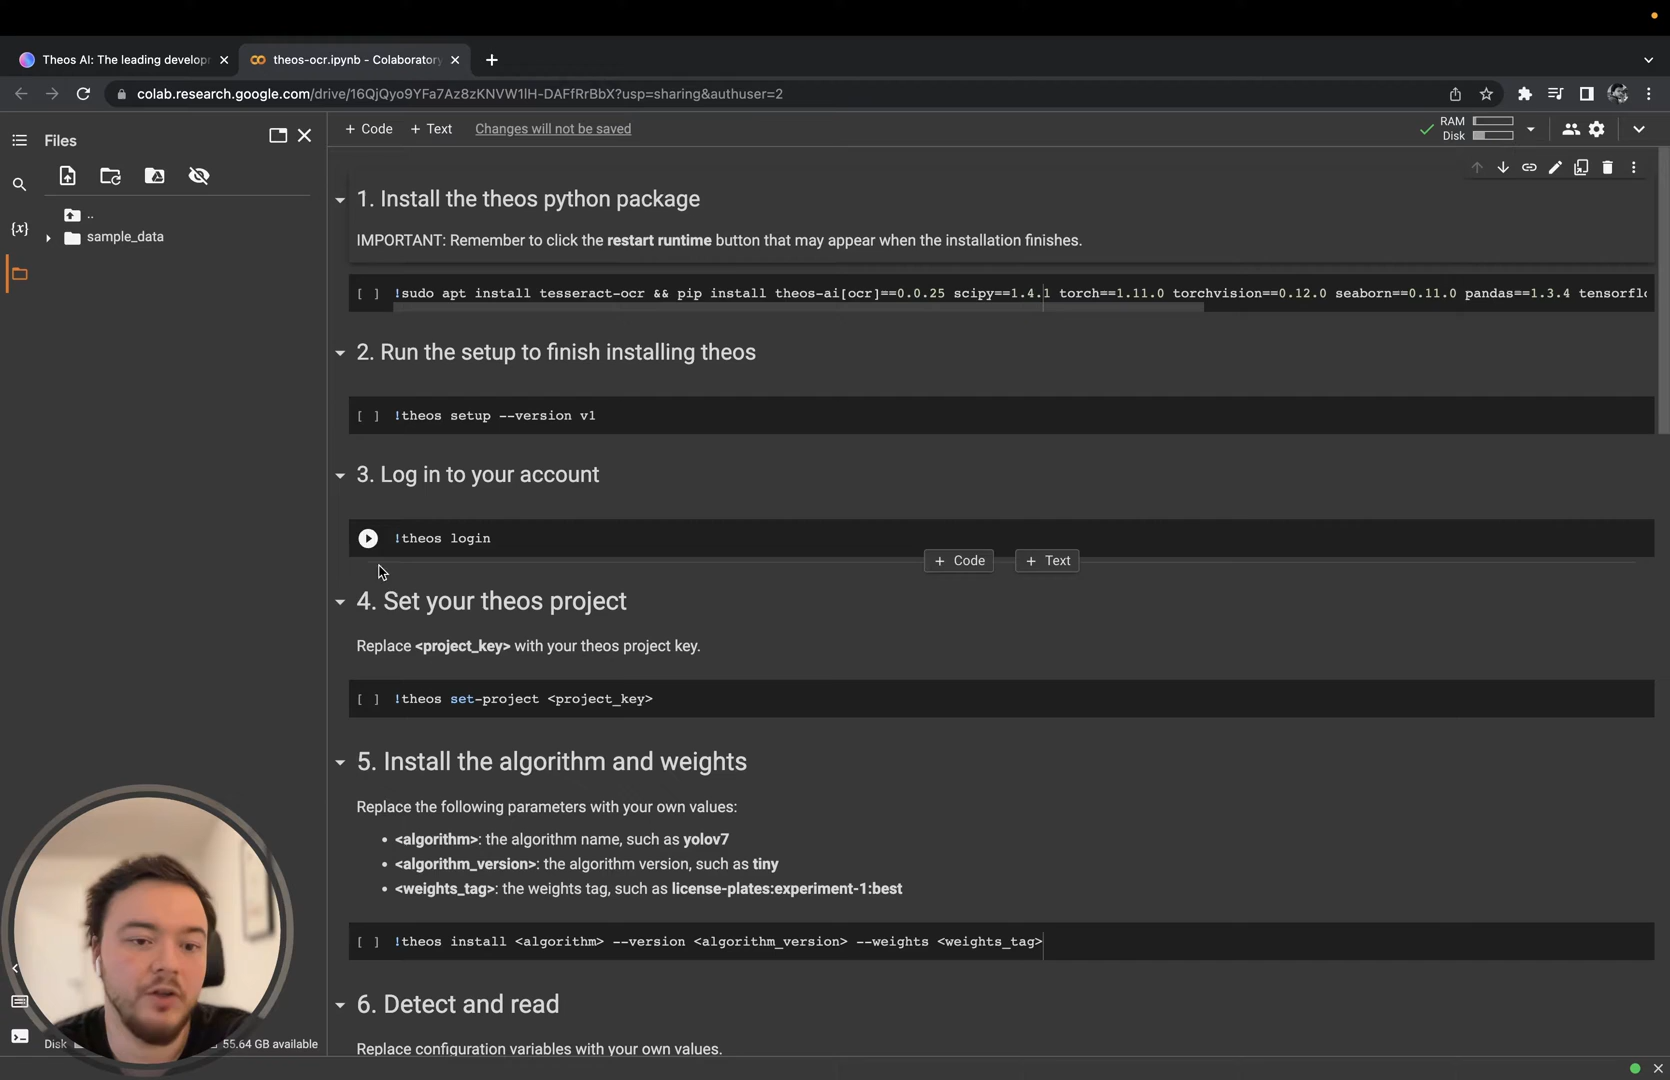 Theos AI: The leading develop
theos-ocr.ipynb - Colaboratory
colab.research.google.com/drive/16QjQyo9YFa7Az8zKNVW1lH-DAFfRrBbX?usp=sharing&authuser=2
Files
+ Code + Text Changes will not be saved
RAM
Disk
..
sample_data
{x}
1. Install the theos python package
IMPORTANT: Remember to click the restart runtime button that may appear when the installation finishes.
[ ] !sudo apt install tesseract-ocr && pip install theos-ai[ocr]==0.0.25 scipy==1.4.1 torch==1.11.0 torchvision==0.12.0 seaborn==0.11.0 pandas==1.3.4 tensorflo
2. Run the setup to finish installing theos
[ ] !theos setup --version v1
3. Log in to your account
!theos login
+ Code + Text
4. Set your theos project
Replace <project_key> with your theos project key.
[ ] !theos set-project <project_key>
5. Install the algorithm and weights
Replace the following parameters with your own values:
• <algorithm>: the algorithm name, such as yolov7
• <algorithm_version>: the algorithm version, such as tiny
• <weights_tag>: the weights tag, such as license-plates:experiment-1:best
[ ] !theos install <algorithm> --version <algorithm_version> --weights <weights_tag>
6. Detect and read
Replace configuration variables with your own values.
Disk 55.64 GB available